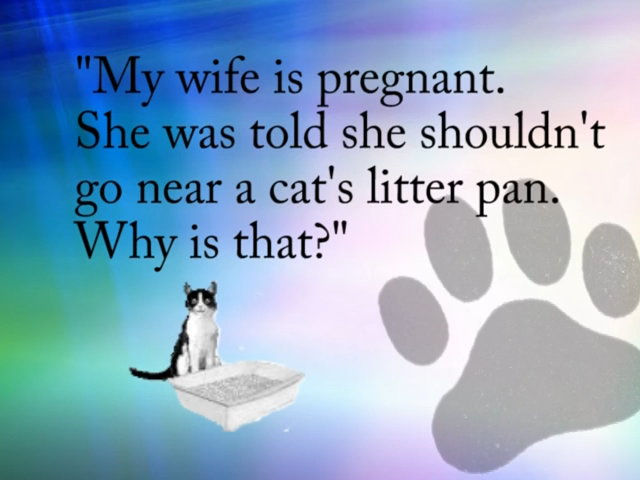 "My wife is pregnant.
She was told she shouldn't
go near a cat's litter pan.
Why is that?"